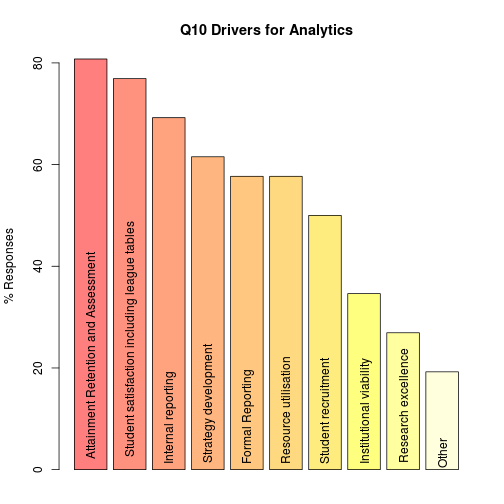 Q10 Drivers for Analytics
% Responses
80
60
40
20
0
Attainment Retention and Assessment
Student satisfaction including league tables
Internal reporting
Strategy development
Formal Reporting
Resource utilisation
Student recruitment
Institutional viability
Research excellence
Other